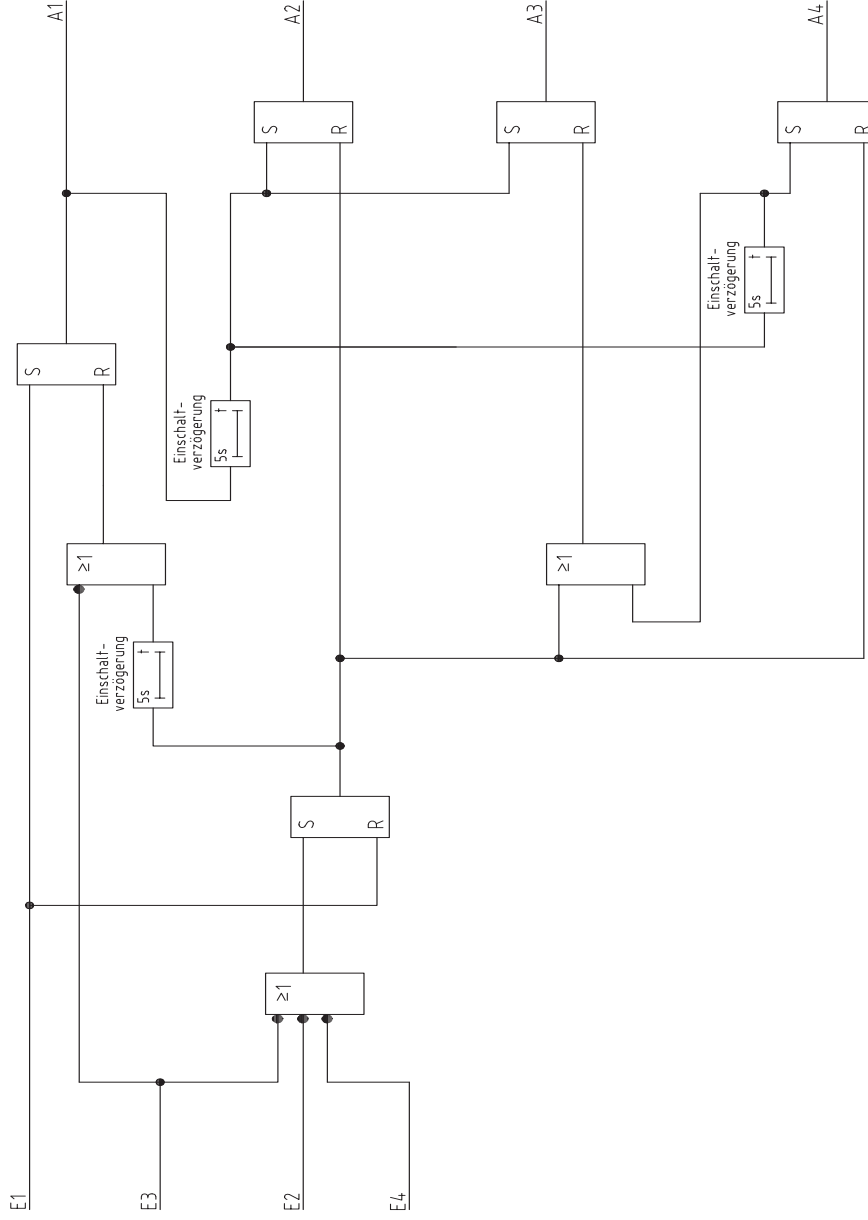 A1
A2
A3
A4
S
R
S
R
S
R
Einschalt-
verzögerung
5s t
S
R
Einschalt-
verzögerung
5s t
≥1
≥1
Einschalt-
verzögerung
5s t
S
R
≥1
E1
E3
E2
E4